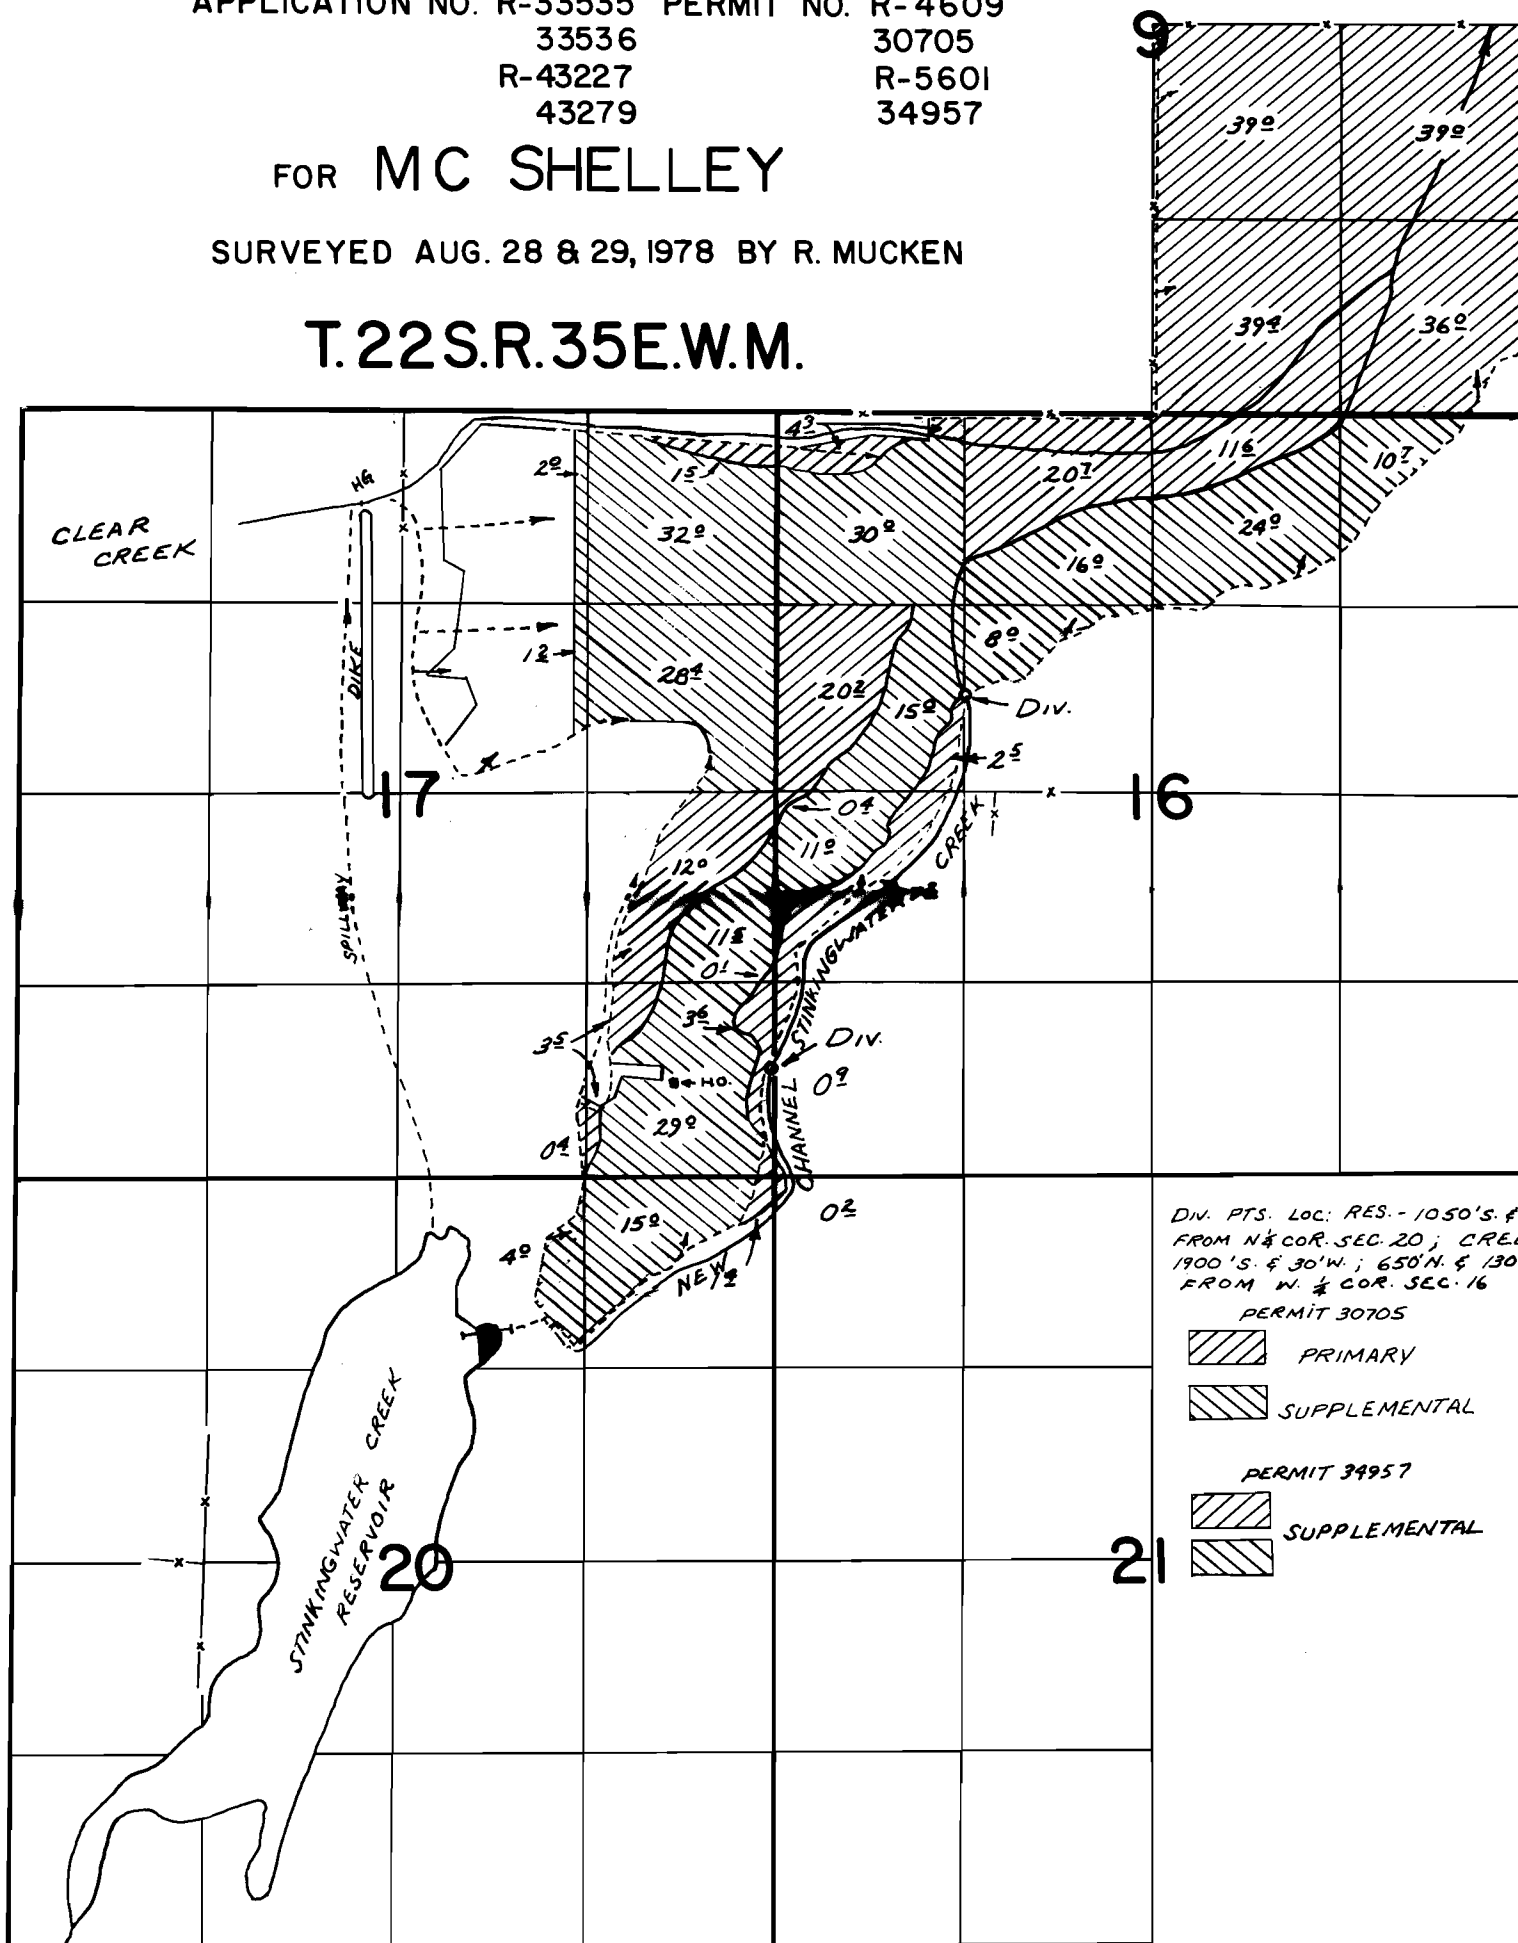 APPLICATION NO. R-33535 PERMIT NO. R-4609
33536 30705
R-43227 R-5601
43279 34957
FOR MC SHELLEY
SURVEYED AUG. 28 & 29, 1978 BY R. MUCKEN
T. 22 S. R. 35 E. W. M.
9
39 0
39 0
39 4
36 0
4 3
2 0
1 5
20 7
11 6
10 7
HG
CLEAR
CREEK
32 0
30 0
24 0
16 0
1 2
8 0
DIKE
28 4
20 2
15 0
DIV.
2 5
17
16
0 4
11 0
CREEK
12 0
SPILLWAY
11 5
STINKINGWATER
0 1
3 6
3 5
DIV.
HO.
0 9
CHANNEL
29 0
0 4
15 0
0 2
4 0
NEW
DIV. PTS. LOC: RES. - 1050'S. &
FROM N¼ COR. SEC. 20; CREE
1900'S. & 30'W.; 650'N. & 130
FROM W. ¼ COR. SEC. 16
PERMIT 30705
PRIMARY
SUPPLEMENTAL
PERMIT 34957
SUPPLEMENTAL
STINKINGWATER CREEK
RESERVOIR
20
21